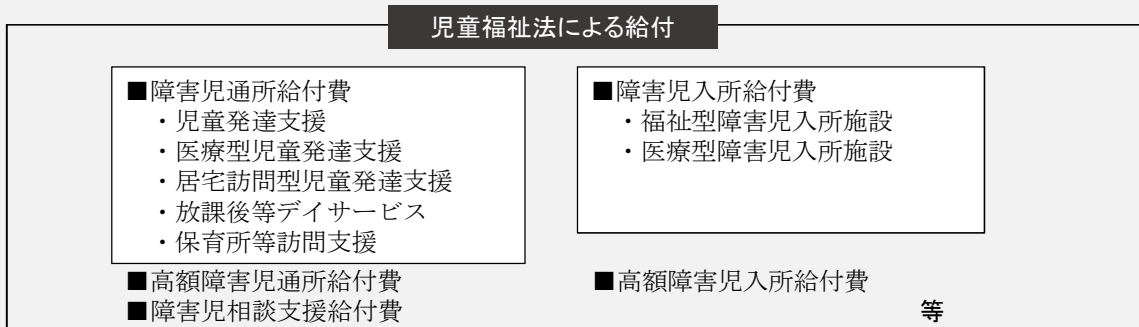 児童福祉法による給付
■障害児通所給付費
・児童発達支援
・医療型児童発達支援
・居宅訪問型児童発達支援
・放課後等デイサービス
・保育所等訪問支援
■高額障害児通所給付費
■障害児相談支援給付費
■障害児入所給付費
・福祉型障害児入所施設
・医療型障害児入所施設
■高額障害児入所給付費
等